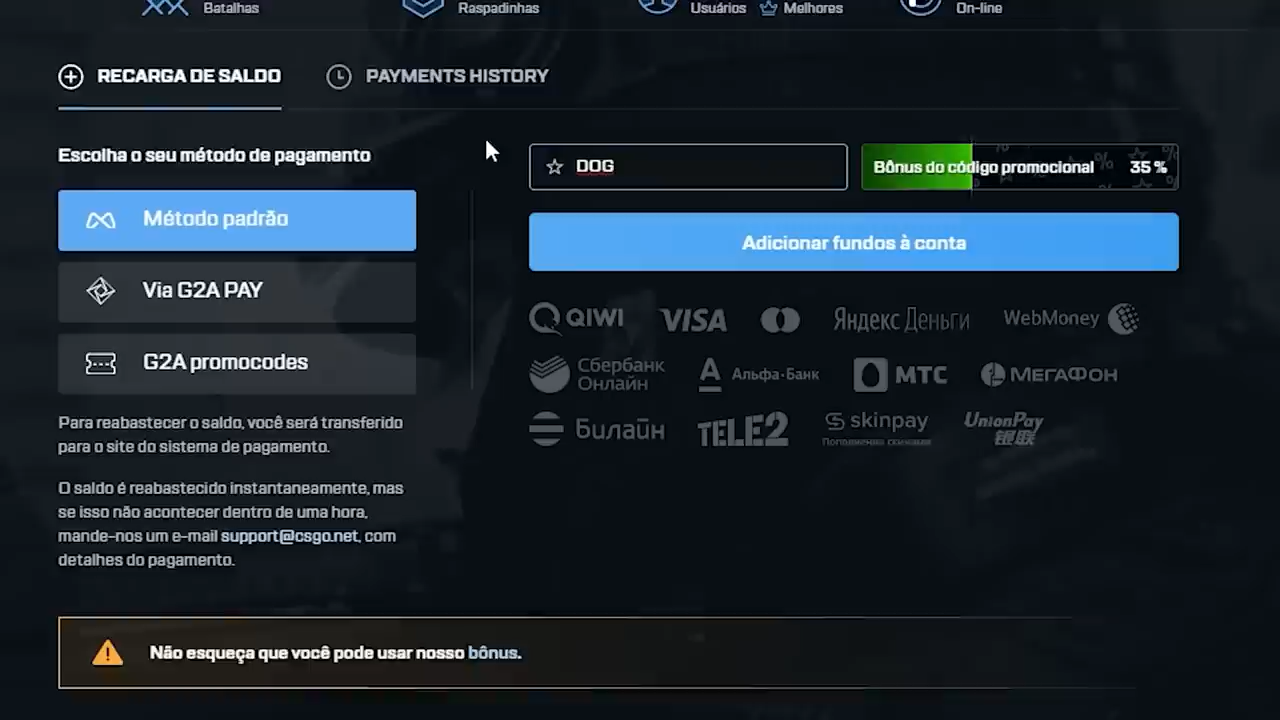 Batalhas
Raspadinhas
Usuários
Melhores
On-line
RECARGA DE SALDO
PAYMENTS HISTORY
Escolha o seu método de pagamento
Método padrão
Via G2A PAY
G2A promocodes
Para reabastecer o saldo, você será transferido
para o site do sistema de pagamento.
O saldo é reabastecido instantaneamente, mas
se isso não acontecer dentro de uma hora,
mande-nos um e-mail support@csgo.net, com
detalhes do pagamento.
DOG
Bônus do código promocional 35 %
Adicionar fundos à conta
QIWI VISA Яндекс Деньги WebMoney
Сбербанк
Онлайн
Альфа·Банк МТС МЕГАФОН
Билайн TELE2 skinpay
Пополнение скинами
UnionPay
银联
Não esqueça que você pode usar nosso bônus.